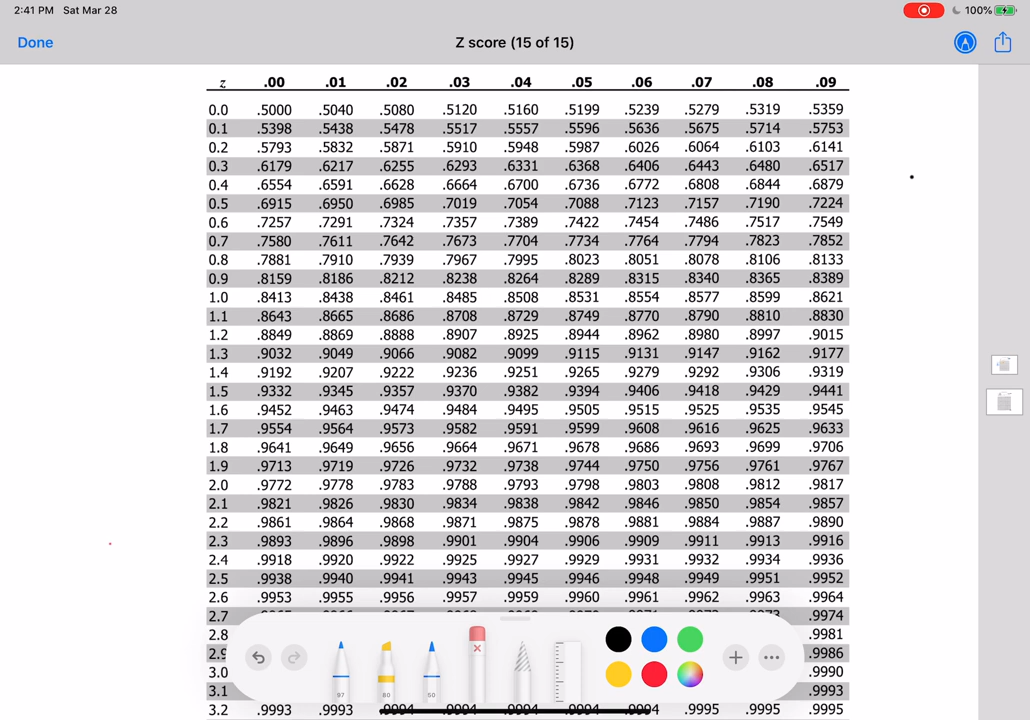 2:41 PM Sat Mar 28 100%
Done Z score (15 of 15)
z .00 .01 .02 .03 .04 .05 .06 .07 .08 .09
0.0 .5000 .5040 .5080 .5120 .5160 .5199 .5239 .5279 .5319 .5359
0.1 .5398 .5438 .5478 .5517 .5557 .5596 .5636 .5675 .5714 .5753
0.2 .5793 .5832 .5871 .5910 .5948 .5987 .6026 .6064 .6103 .6141
0.3 .6179 .6217 .6255 .6293 .6331 .6368 .6406 .6443 .6480 .6517
0.4 .6554 .6591 .6628 .6664 .6700 .6736 .6772 .6808 .6844 .6879
0.5 .6915 .6950 .6985 .7019 .7054 .7088 .7123 .7157 .7190 .7224
0.6 .7257 .7291 .7324 .7357 .7389 .7422 .7454 .7486 .7517 .7549
0.7 .7580 .7611 .7642 .7673 .7704 .7734 .7764 .7794 .7823 .7852
0.8 .7881 .7910 .7939 .7967 .7995 .8023 .8051 .8078 .8106 .8133
0.9 .8159 .8186 .8212 .8238 .8264 .8289 .8315 .8340 .8365 .8389
1.0 .8413 .8438 .8461 .8485 .8508 .8531 .8554 .8577 .8599 .8621
1.1 .8643 .8665 .8686 .8708 .8729 .8749 .8770 .8790 .8810 .8830
1.2 .8849 .8869 .8888 .8907 .8925 .8944 .8962 .8980 .8997 .9015
1.3 .9032 .9049 .9066 .9082 .9099 .9115 .9131 .9147 .9162 .9177
1.4 .9192 .9207 .9222 .9236 .9251 .9265 .9279 .9292 .9306 .9319
1.5 .9332 .9345 .9357 .9370 .9382 .9394 .9406 .9418 .9429 .9441
1.6 .9452 .9463 .9474 .9484 .9495 .9505 .9515 .9525 .9535 .9545
1.7 .9554 .9564 .9573 .9582 .9591 .9599 .9608 .9616 .9625 .9633
1.8 .9641 .9649 .9656 .9664 .9671 .9678 .9686 .9693 .9699 .9706
1.9 .9713 .9719 .9726 .9732 .9738 .9744 .9750 .9756 .9761 .9767
2.0 .9772 .9778 .9783 .9788 .9793 .9798 .9803 .9808 .9812 .9817
2.1 .9821 .9826 .9830 .9834 .9838 .9842 .9846 .9850 .9854 .9857
2.2 .9861 .9864 .9868 .9871 .9875 .9878 .9881 .9884 .9887 .9890
2.3 .9893 .9896 .9898 .9901 .9904 .9906 .9909 .9911 .9913 .9916
2.4 .9918 .9920 .9922 .9925 .9927 .9929 .9931 .9932 .9934 .9936
2.5 .9938 .9940 .9941 .9943 .9945 .9946 .9948 .9949 .9951 .9952
2.6 .9953 .9955 .9956 .9957 .9959 .9960 .9961 .9962 .9963 .9964
2.7 .9974
2.8 .9981
2.9 .9986
3.0 .9990
3.1 .9993
97 80 50
3.2 .9993 .9993 .9994 .9994 .9994 .9994 .9994 .9995 .9995 .9995